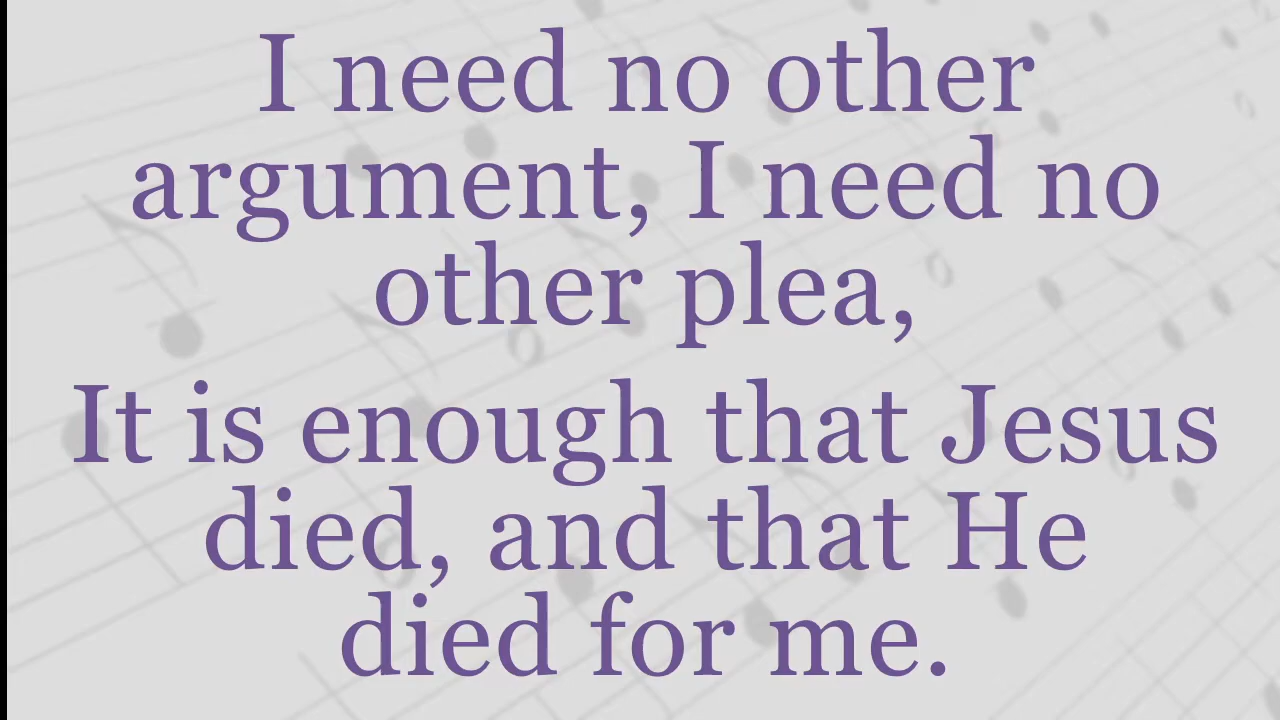 I need no other
argument, I need no
other plea,
It is enough that Jesus
died, and that He
died for me.